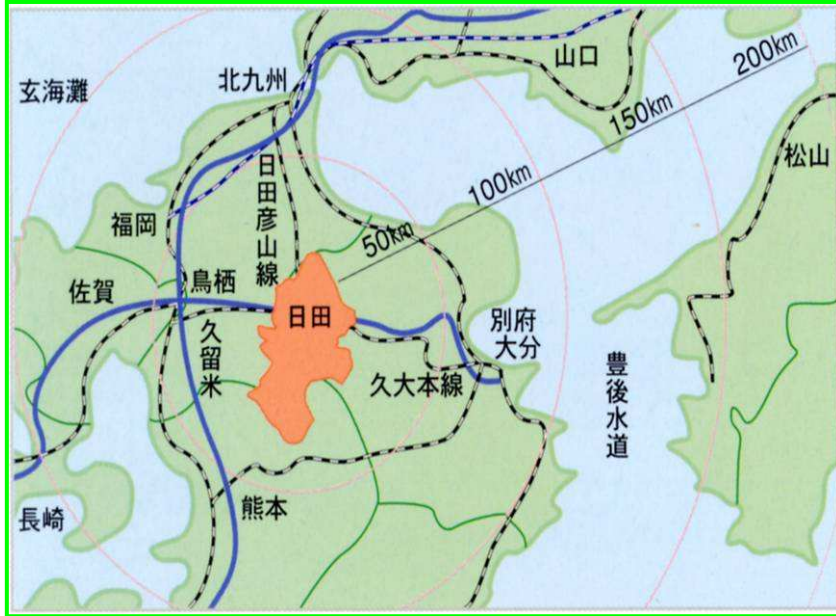 玄海灘
北九州
山口
200km
150km
100km
50km
松山
日田彦山線
福岡
佐賀
鳥栖
日田
久留米
久大本線
別府
大分
豊後水道
熊本
長崎